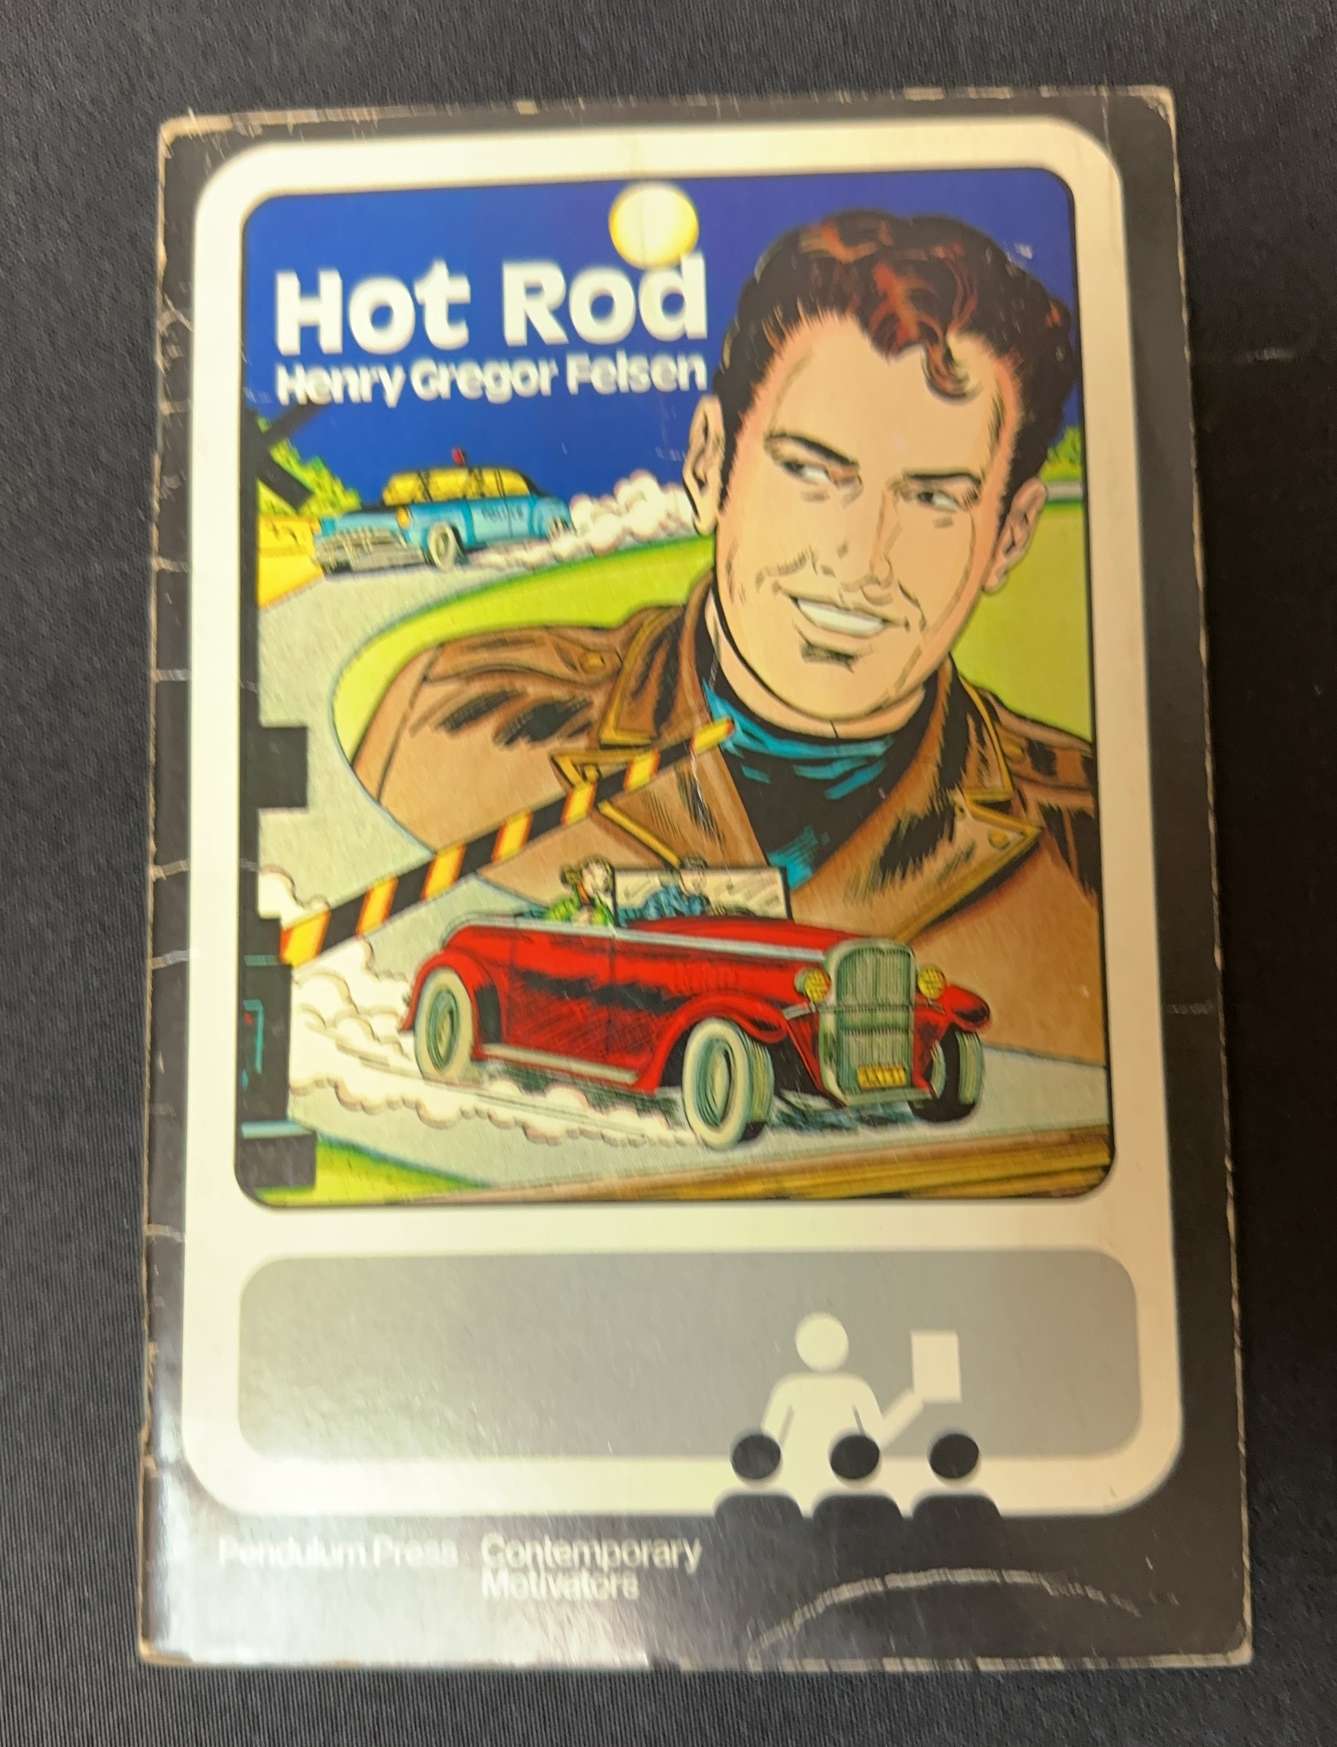 Hot Rod
Henry Gregor Felsen
Pendulum Press Contemporary
Motivators